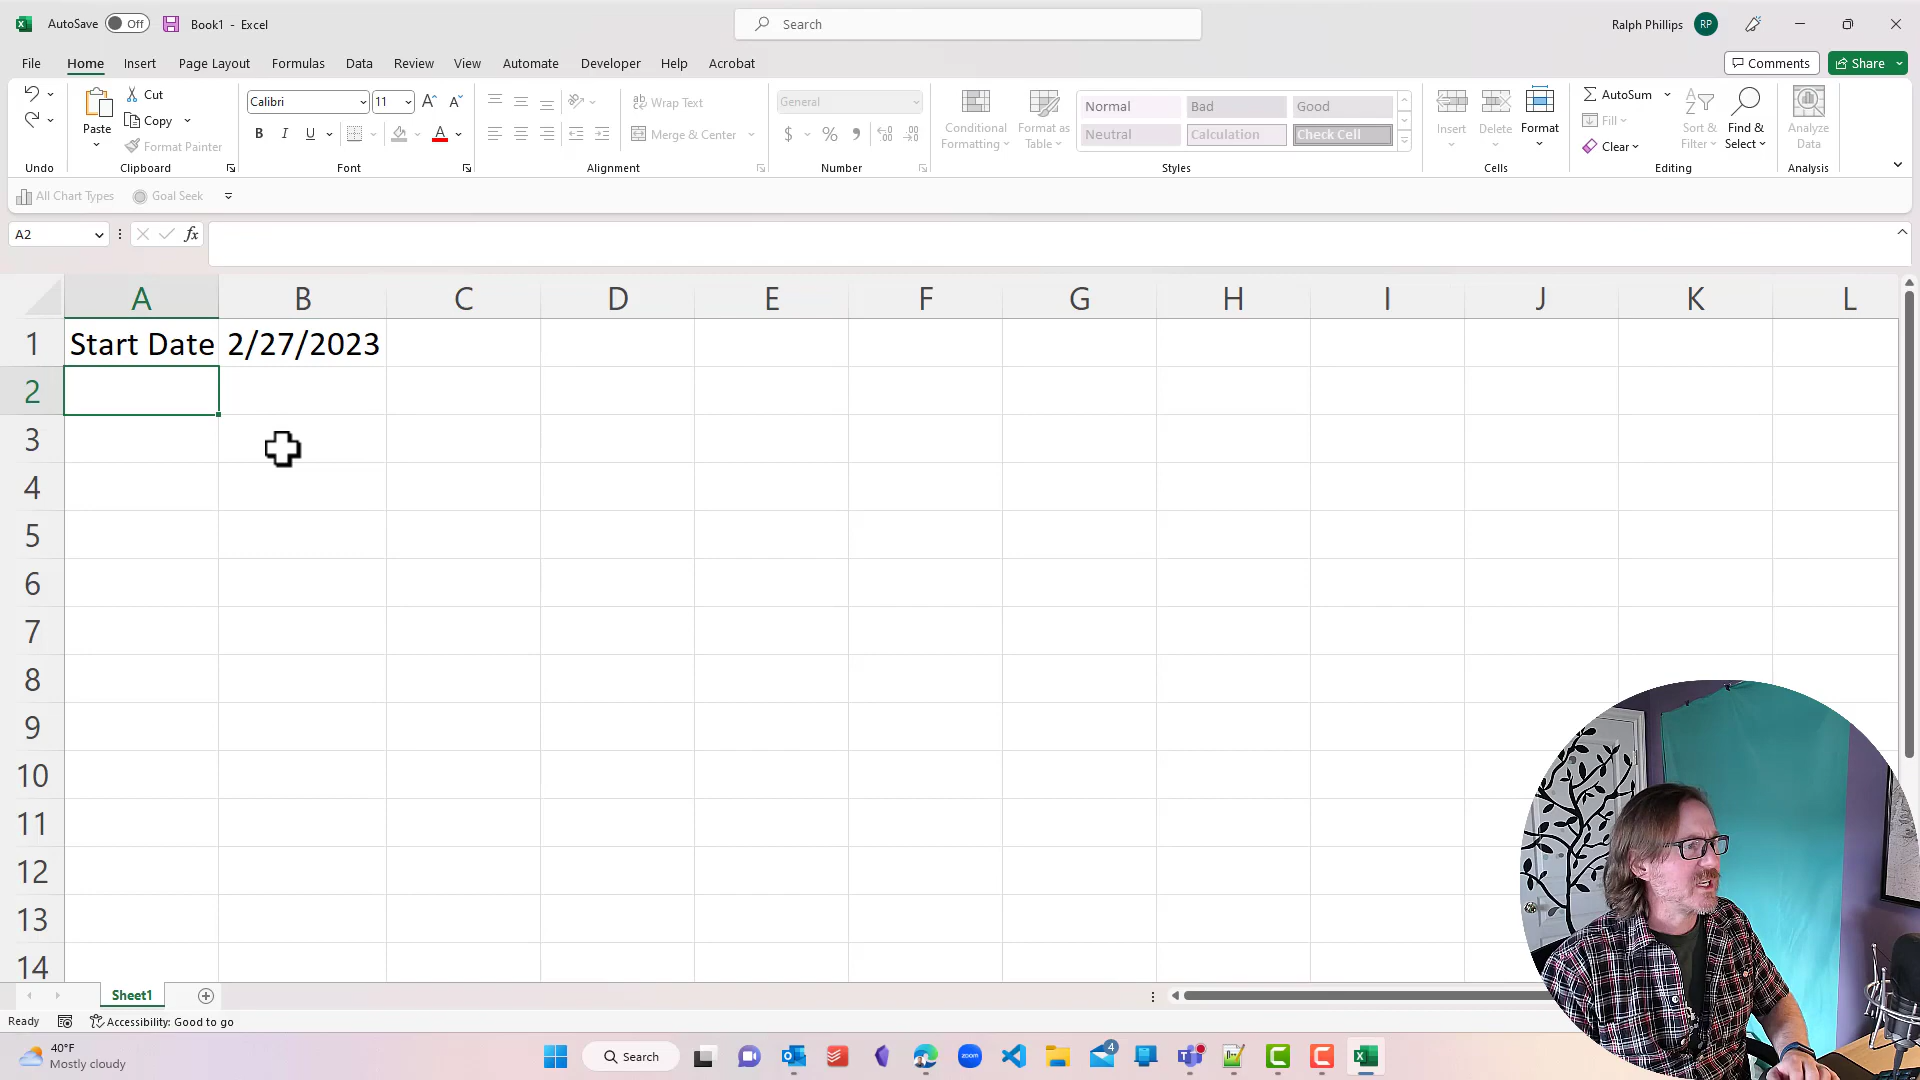 AutoSave Off Book1 - Excel Search Ralph Phillips RP
File Home Insert Page Layout Formulas Data Review View Automate Developer Help Acrobat Comments Share
Paste Cut Copy Format Painter
Calibri 11 B I U A
ab Wrap Text Merge & Center
General $ % ,
Conditional Formatting Format as Table
Normal Bad Good
Neutral Calculation Check Cell
Insert Delete Format
AutoSum Fill Clear Sort & Filter Find & Select
Analyze Data
Undo Clipboard Font Alignment Number Styles Cells Editing Analysis
All Chart Types Goal Seek
A2 fx
A B C D E F G H I J K L
1 Start Date 2/27/2023
2
3
4
5
6
7
8
9
10
11
12
13
14
Sheet1
Ready Accessibility: Good to go
40°F
Mostly cloudy
Search zoom 4